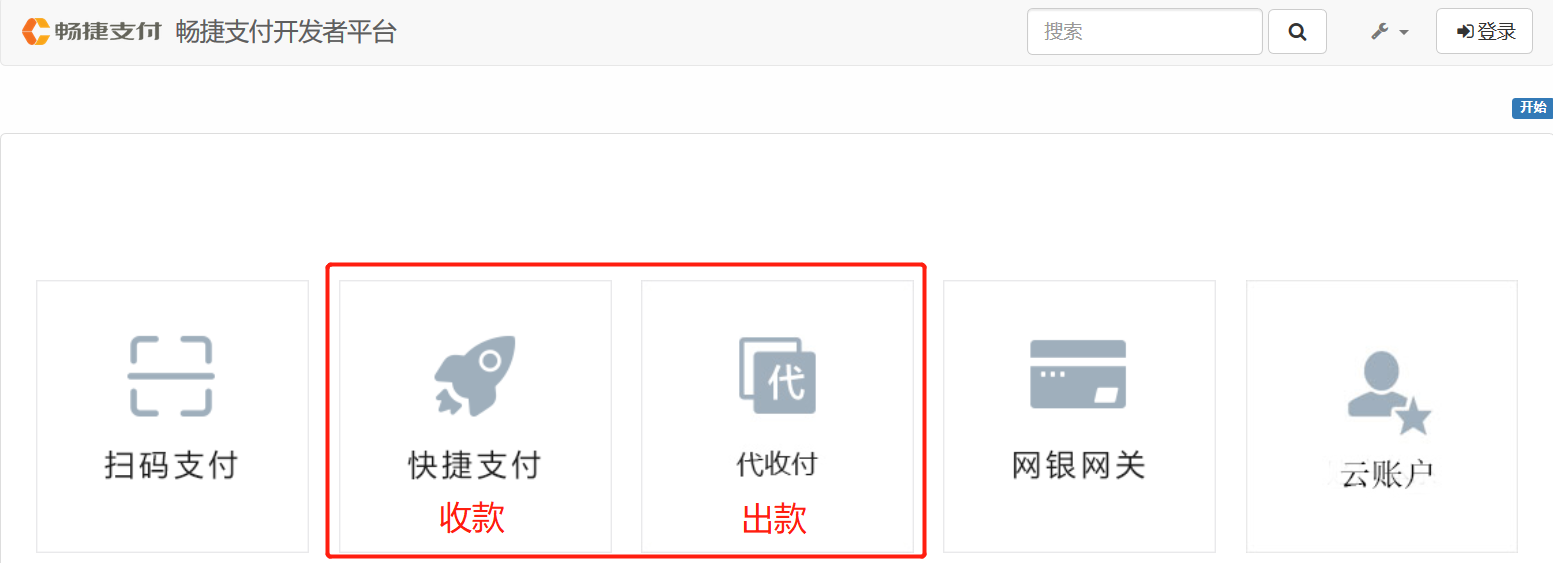 畅捷支付 畅捷支付开发者平台 搜索 登录
开始
代
扫码支付 快捷支付 代收付 网银网关 云账户
收款 出款